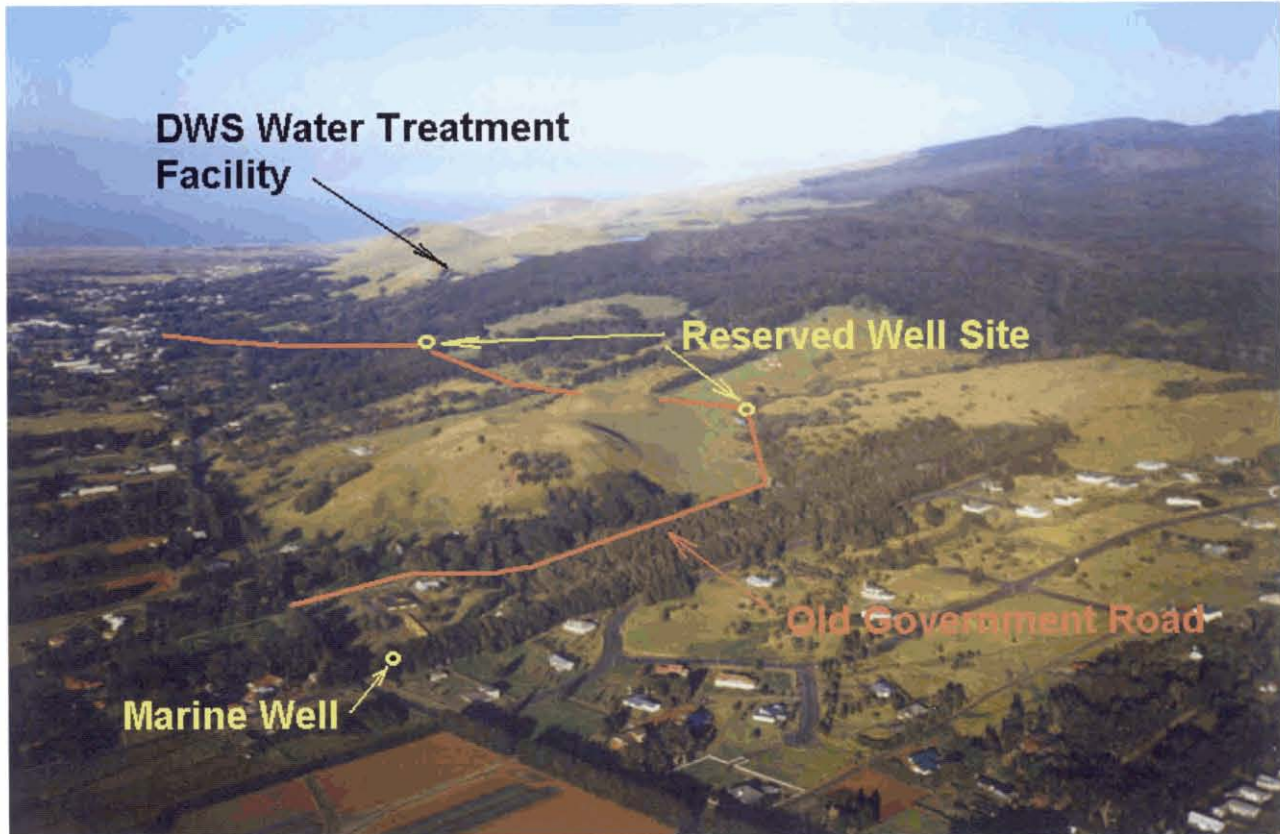 DWS Water Treatment
Facility
Reserved Well Site
Old Government Road
Marine Well